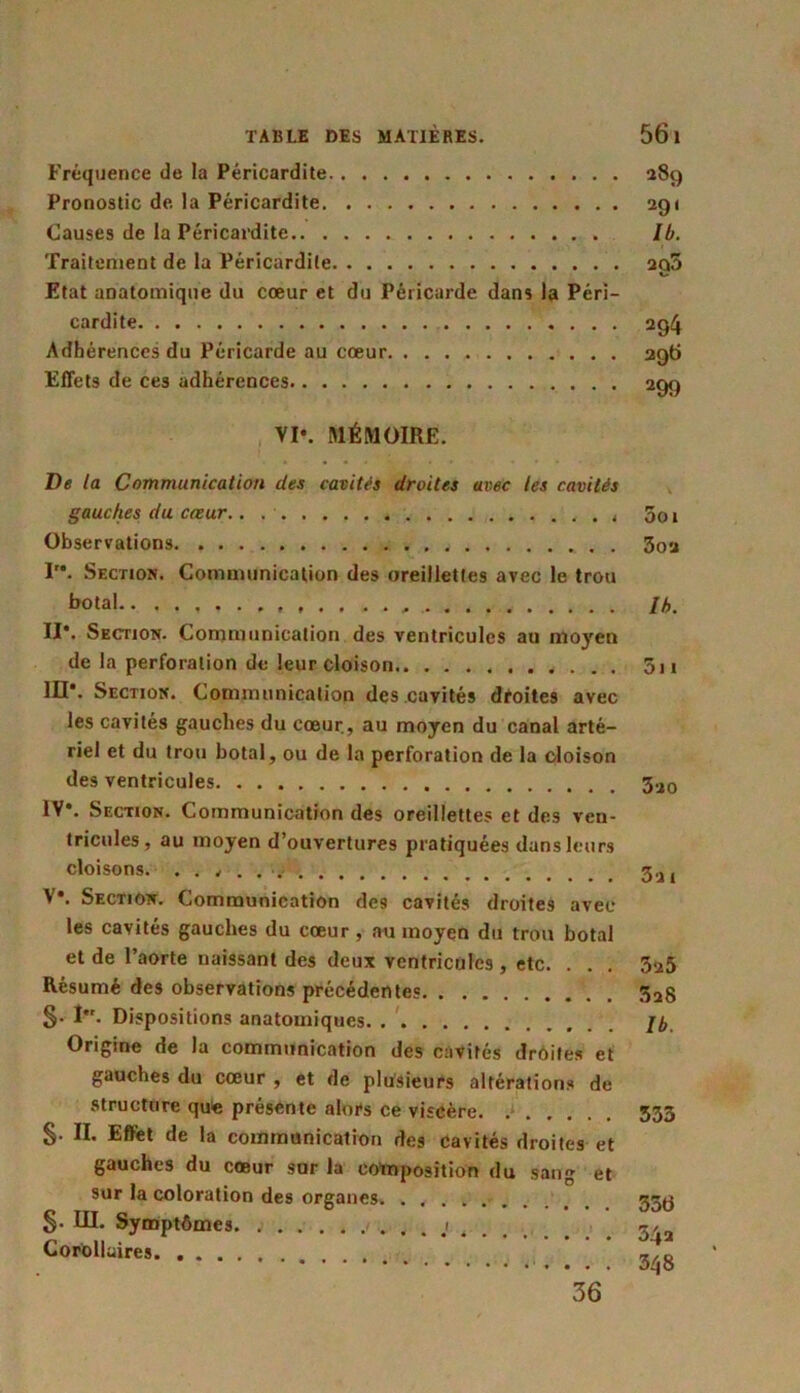 TABLE DES MATIÈRES. 561
Fréquence de la Péricardite. . . . . . . . . . . . . . . . 289
Pronostic de la Péricardite. . . . . . . . . . . . . . . . 291
Causes de la Péricardite.. . . . . . . . . . . . . . . . Ib.
Traitement de la Péricardite. . . . . . . . . . . . . . . . 293
Etat anatomique du cœur et du Péricarde dans la Péri-
cardite. . . . . . . . . . . . . . . . . . . . . . . . . . 294
Adhérences du Péricarde au cœur. . . . . . . . . . . . . 296
Effets de ces adhérences.. . . . . . . . . . . . . . . . . 299
VIe. MÉMOIRE.
De la Communication des cavités droites avec les cavités
gauches du cœur.. . . . . . . . . . . . . . . . . . . . . 301
Observations. . . . . . . . . . . . . . . . . . . . . . . 302
Ire. Section. Communication des oreillettes avec le trou
botal.. . . . . . . . . . . . . . . . . . . . . . . . . . Ib.
IIe. Section. Communication des ventricules au moyen
de la perforation de leur cloison.. . . . . . . . . . . . 311
IIIe. Section. Communication des cavités droites avec
les cavités gauches du cœur, au moyen du canal arté-
riel et du trou botal, ou de la perforation de la cloison
des ventricules. . . . . . . . . . . . . . . . . . . . . . 320
IVe. Section. Communication des oreillettes et des ven-
tricules, au moyen d'ouvertures pratiquées dans leurs
cloisons. . . . . . . . . . . . . . . . . . . . . . . . . 321
Ve. Section. Communication des cavités droites avec
les cavités gauches du cœur, au moyen du trou botal
et de l'aorte naissant des deux ventricules, etc. . . . 325
Résumé des observations précédentes. . . . . . . . . . . 328
§. Ier. Dispositions anatomiques. . . . . . . . . . . . . Ib.
Origine de la communication des cavités droites et
gauches du cœur, et de plusieurs altérations de
structure que présente alors ce viscère. . . . . . . . 333
§. II. Effet de la communication des cavités droites et
gauches du cœur sur la composition du sang et
sur la coloration des organes. . . . . . . . . . . . . 336
§. III. Symptômes. . . . . . . . . . . . . . . . . . . . 342
Corollaires. . . . . . . . . . . . . . . . . . . . . . . . 348
36